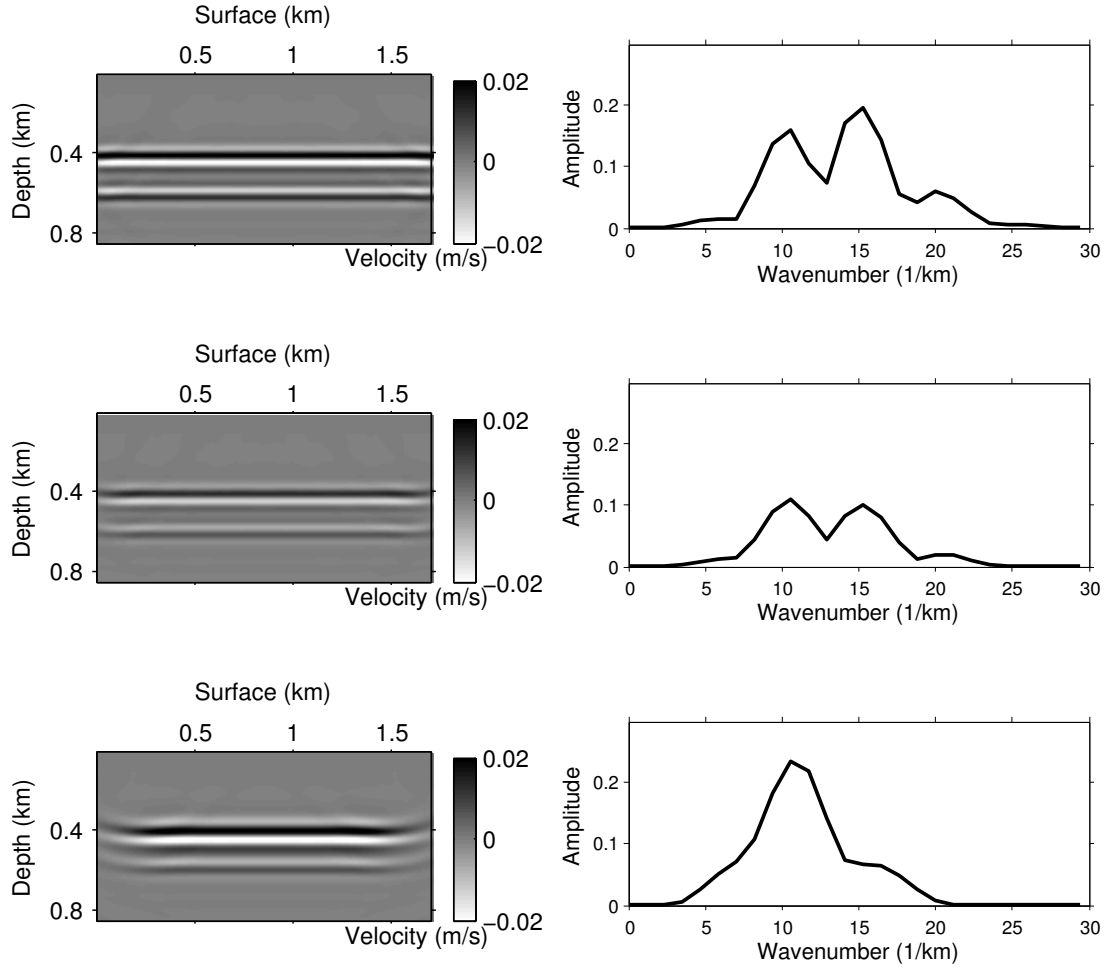 Surface (km)
0.5 1 1.5
Depth (km)
0.4
0.8
0.02
0
−0.02
Velocity (m/s)
Amplitude
0.2
0.1
0
0 5 10 15 20 25 30
Wavenumber (1/km)
Surface (km)
0.5 1 1.5
Depth (km)
0.4
0.8
0.02
0
−0.02
Velocity (m/s)
Amplitude
0.2
0.1
0
0 5 10 15 20 25 30
Wavenumber (1/km)
Surface (km)
0.5 1 1.5
Depth (km)
0.4
0.8
0.02
0
−0.02
Velocity (m/s)
Amplitude
0.2
0.1
0
0 5 10 15 20 25 30
Wavenumber (1/km)